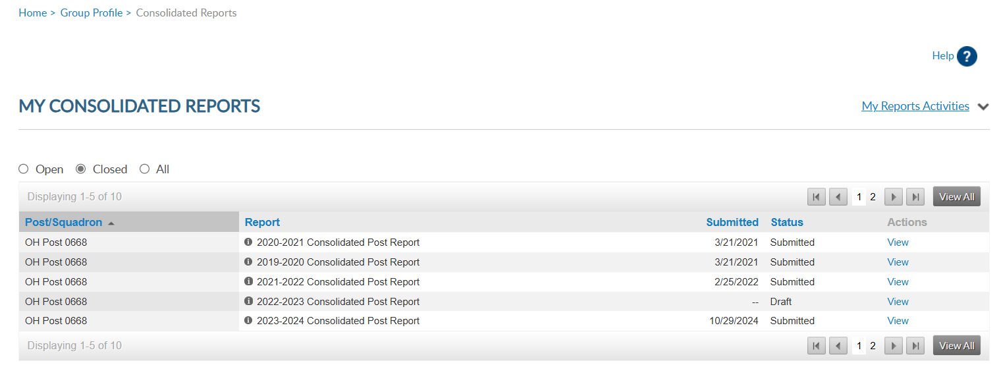 Home > Group Profile > Consolidated Reports
Help ?
MY CONSOLIDATED REPORTS My Reports Activities
Open Closed All
Displaying 1-5 of 10 1 2 View All
Post/Squadron Report Submitted Status Actions
OH Post 0668 2020-2021 Consolidated Post Report 3/21/2021 Submitted View
OH Post 0668 2019-2020 Consolidated Post Report 3/21/2021 Submitted View
OH Post 0668 2021-2022 Consolidated Post Report 2/25/2022 Submitted View
OH Post 0668 2022-2023 Consolidated Post Report -- Draft View
OH Post 0668 2023-2024 Consolidated Post Report 10/29/2024 Submitted View
Displaying 1-5 of 10 1 2 View All